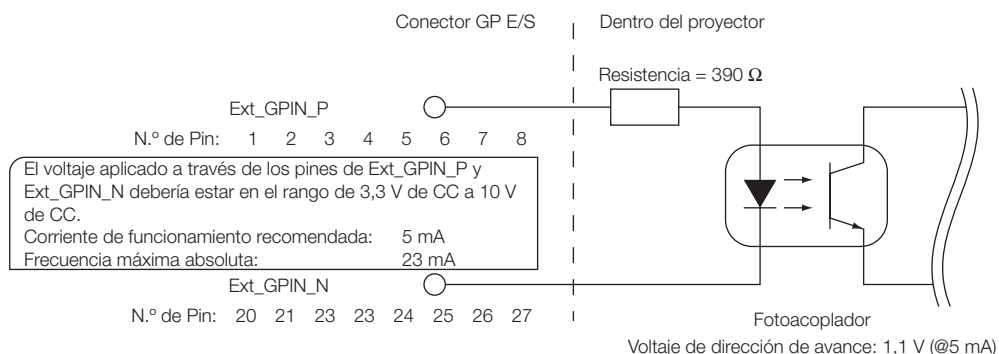 Conector GP E/S
Dentro del proyector
Resistencia = 390 Ω
Ext_GPIN_P
N.º de Pin: 1 2 3 4 5 6 7 8
El voltaje aplicado a través de los pines de Ext_GPIN_P y
Ext_GPIN_N debería estar en el rango de 3,3 V de CC a 10 V
de CC.
Corriente de funcionamiento recomendada: 5 mA
Frecuencia máxima absoluta: 23 mA
Ext_GPIN_N
N.º de Pin: 20 21 23 23 24 25 26 27
Fotoacoplador
Voltaje de dirección de avance: 1,1 V (@5 mA)